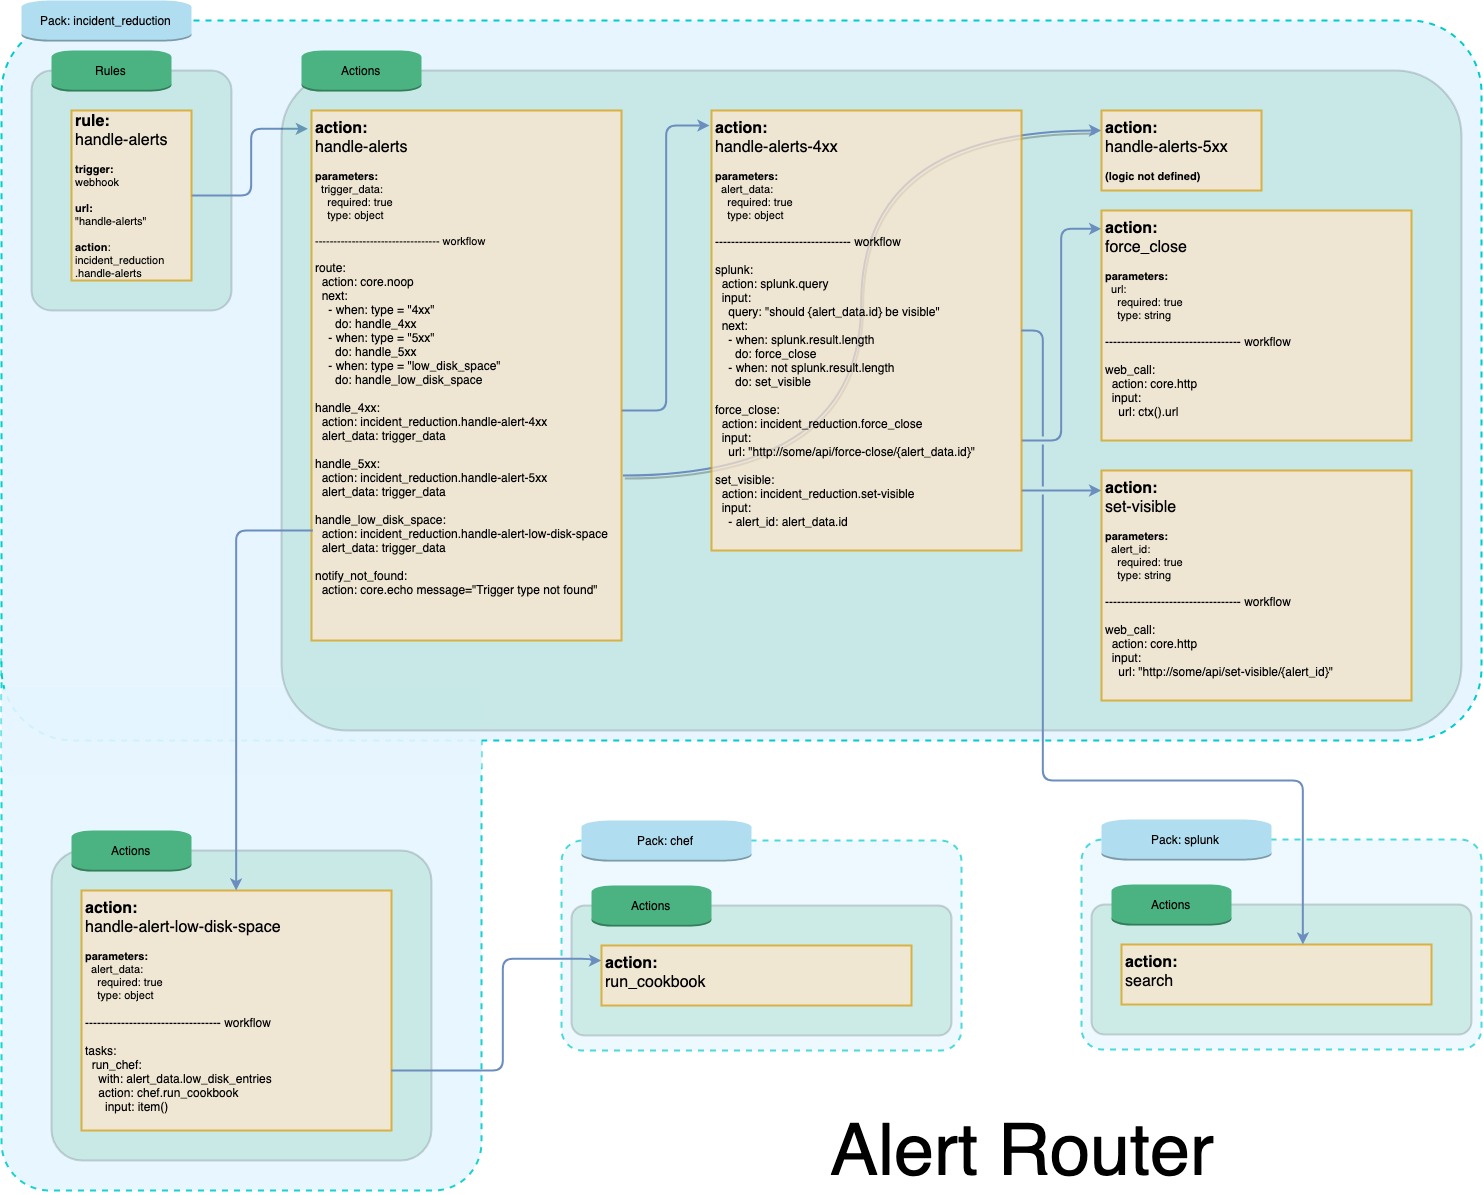 Pack: incident_reduction
Rules
rule:
handle-alerts
trigger:
webhook
url:
"handle-alerts"
action:
incident_reduction
.handle-alerts
Actions
action:
handle-alerts
parameters:
trigger_data:
required: true
type: object
------------------------------- workflow
route:
action: core.noop
next:
- when: type = "4xx"
do: handle_4xx
- when: type = "5xx"
do: handle_5xx
- when: type = "low_disk_space"
do: handle_low_disk_space
handle_4xx:
action: incident_reduction.handle-alert-4xx
alert_data: trigger_data
handle_5xx:
action: incident_reduction.handle-alert-5xx
alert_data: trigger_data
handle_low_disk_space:
action: incident_reduction.handle-alert-low-disk-space
alert_data: trigger_data
notify_not_found:
action: core.echo message="Trigger type not found"
action:
handle-alerts-4xx
parameters:
alert_data:
required: true
type: object
---------------------------------- workflow
splunk:
action: splunk.query
input:
query: "should {alert_data.id} be visible"
next:
- when: splunk.result.length
do: force_close
- when: not splunk.result.length
do: set_visible
force_close:
action: incident_reduction.force_close
input:
url: "http://some/api/force-close/{alert_data.id}"
set_visible:
action: incident_reduction.set-visible
input:
- alert_id: alert_data.id
action:
handle-alerts-5xx
(logic not defined)
action:
force_close
parameters:
url:
required: true
type: string
---------------------------------- workflow
web_call:
action: core.http
input:
url: ctx().url
action:
set-visible
parameters:
alert_id:
required: true
type: string
---------------------------------- workflow
web_call:
action: core.http
input:
url: "http://some/api/set-visible/{alert_id}"
Actions
action:
handle-alert-low-disk-space
parameters:
alert_data:
required: true
type: object
---------------------------------- workflow
tasks:
run_chef:
with: alert_data.low_disk_entries
action: chef.run_cookbook
input: item()
Pack: chef
Actions
action:
run_cookbook
Pack: splunk
Actions
action:
search
Alert Router